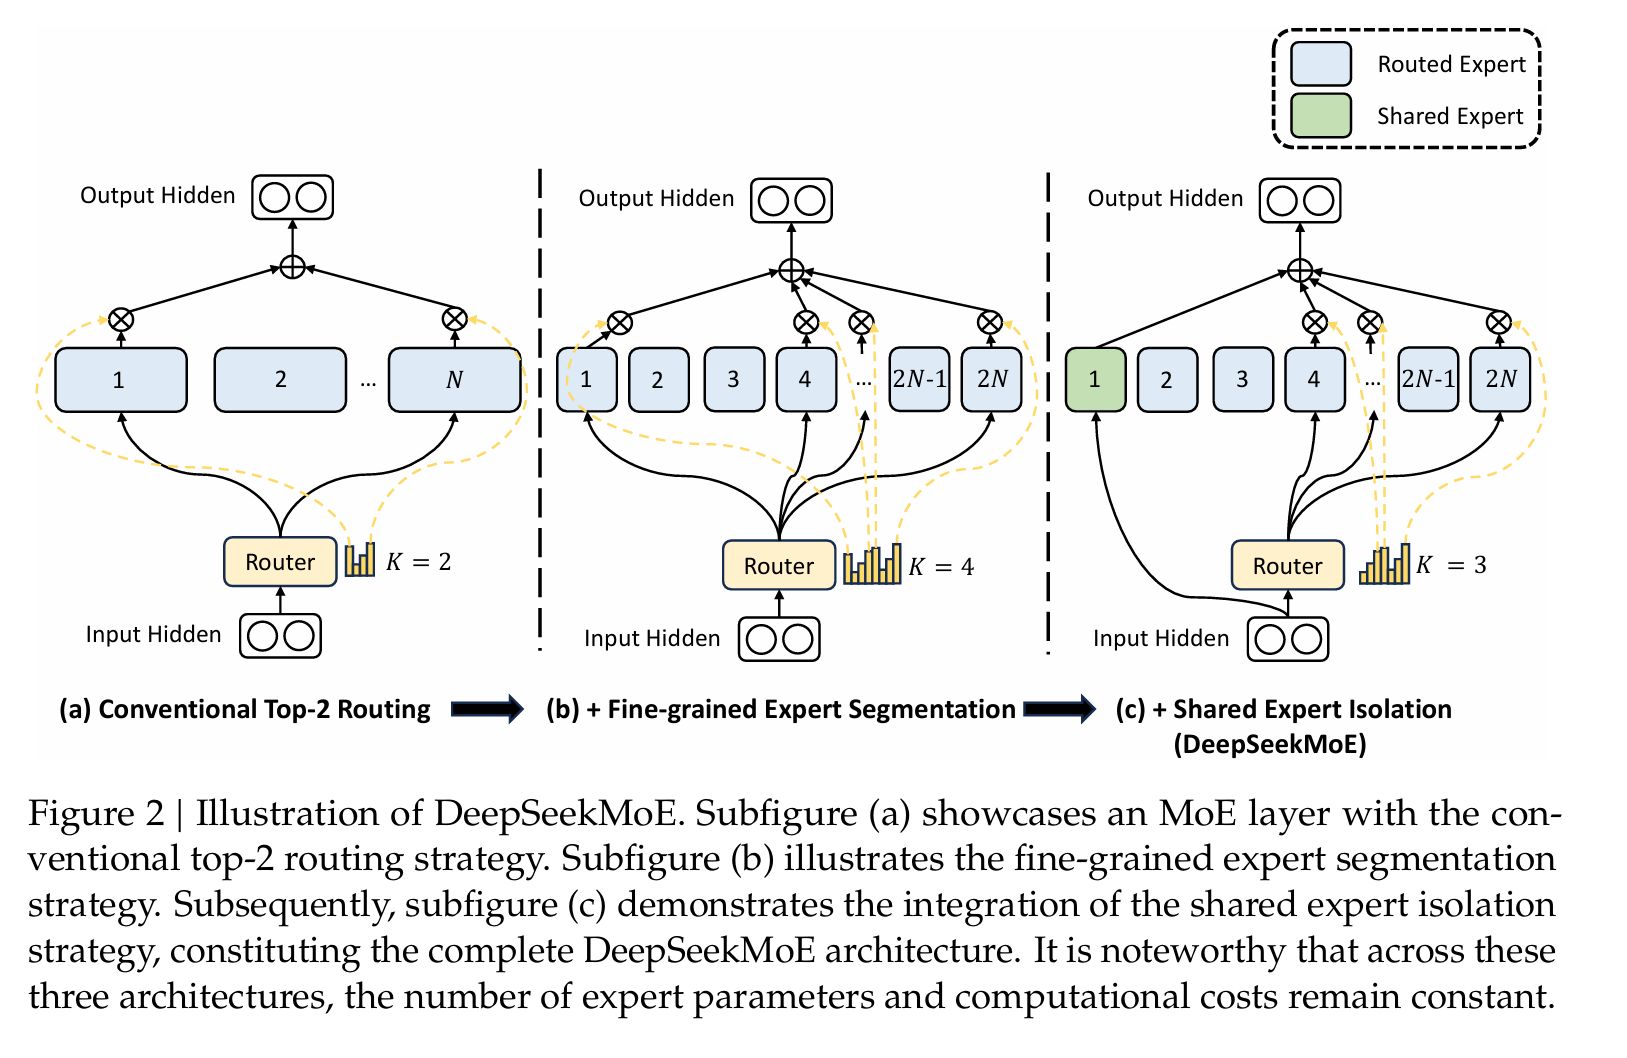 Routed Expert
Shared Expert
Output Hidden
1
2
...
N
Router
K = 2
Input Hidden
(a) Conventional Top-2 Routing
Output Hidden
1
2
3
4
...
2N-1
2N
Router
K = 4
Input Hidden
(b) + Fine-grained Expert Segmentation
Output Hidden
1
2
3
4
...
2N-1
2N
Router
K = 3
Input Hidden
(c) + Shared Expert Isolation
(DeepSeekMoE)
Figure 2 | Illustration of DeepSeekMoE. Subfigure (a) showcases an MoE layer with the con-
ventional top-2 routing strategy. Subfigure (b) illustrates the fine-grained expert segmentation
strategy. Subsequently, subfigure (c) demonstrates the integration of the shared expert isolation
strategy, constituting the complete DeepSeekMoE architecture. It is noteworthy that across these
three architectures, the number of expert parameters and computational costs remain constant.